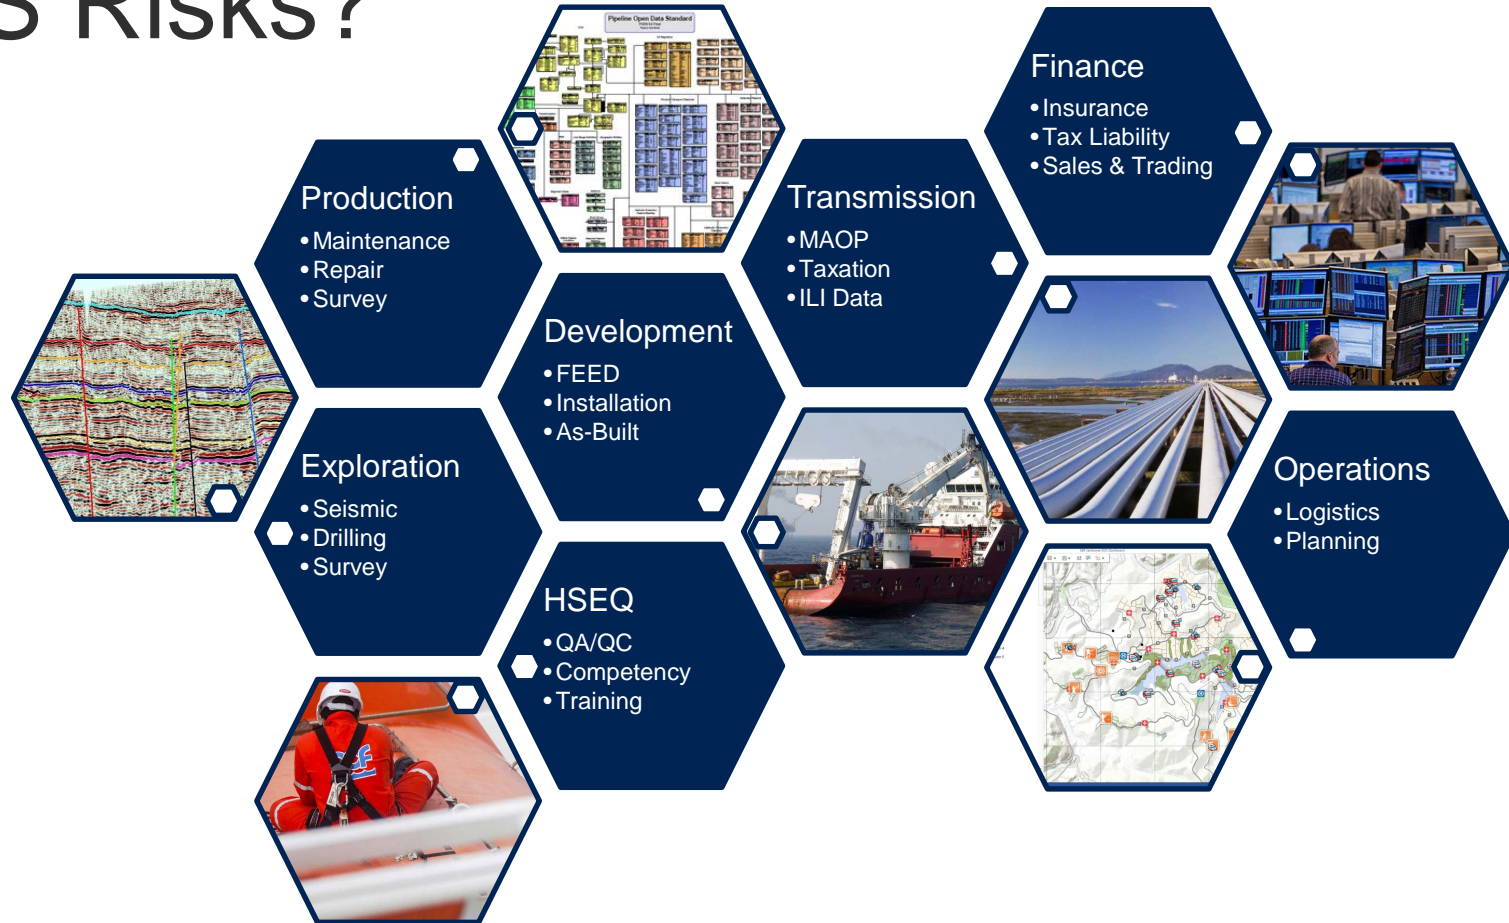 S Risks?
Pipeline Open Data Standard
Finance
•Insurance
•Tax Liability
•Sales & Trading
Production
•Maintenance
•Repair
•Survey
Transmission
•MAOP
•Taxation
•ILI Data
Development
•FEED
•Installation
•As-Built
Exploration
•Seismic
•Drilling
•Survey
Operations
•Logistics
•Planning
HSEQ
•QA/QC
•Competency
•Training